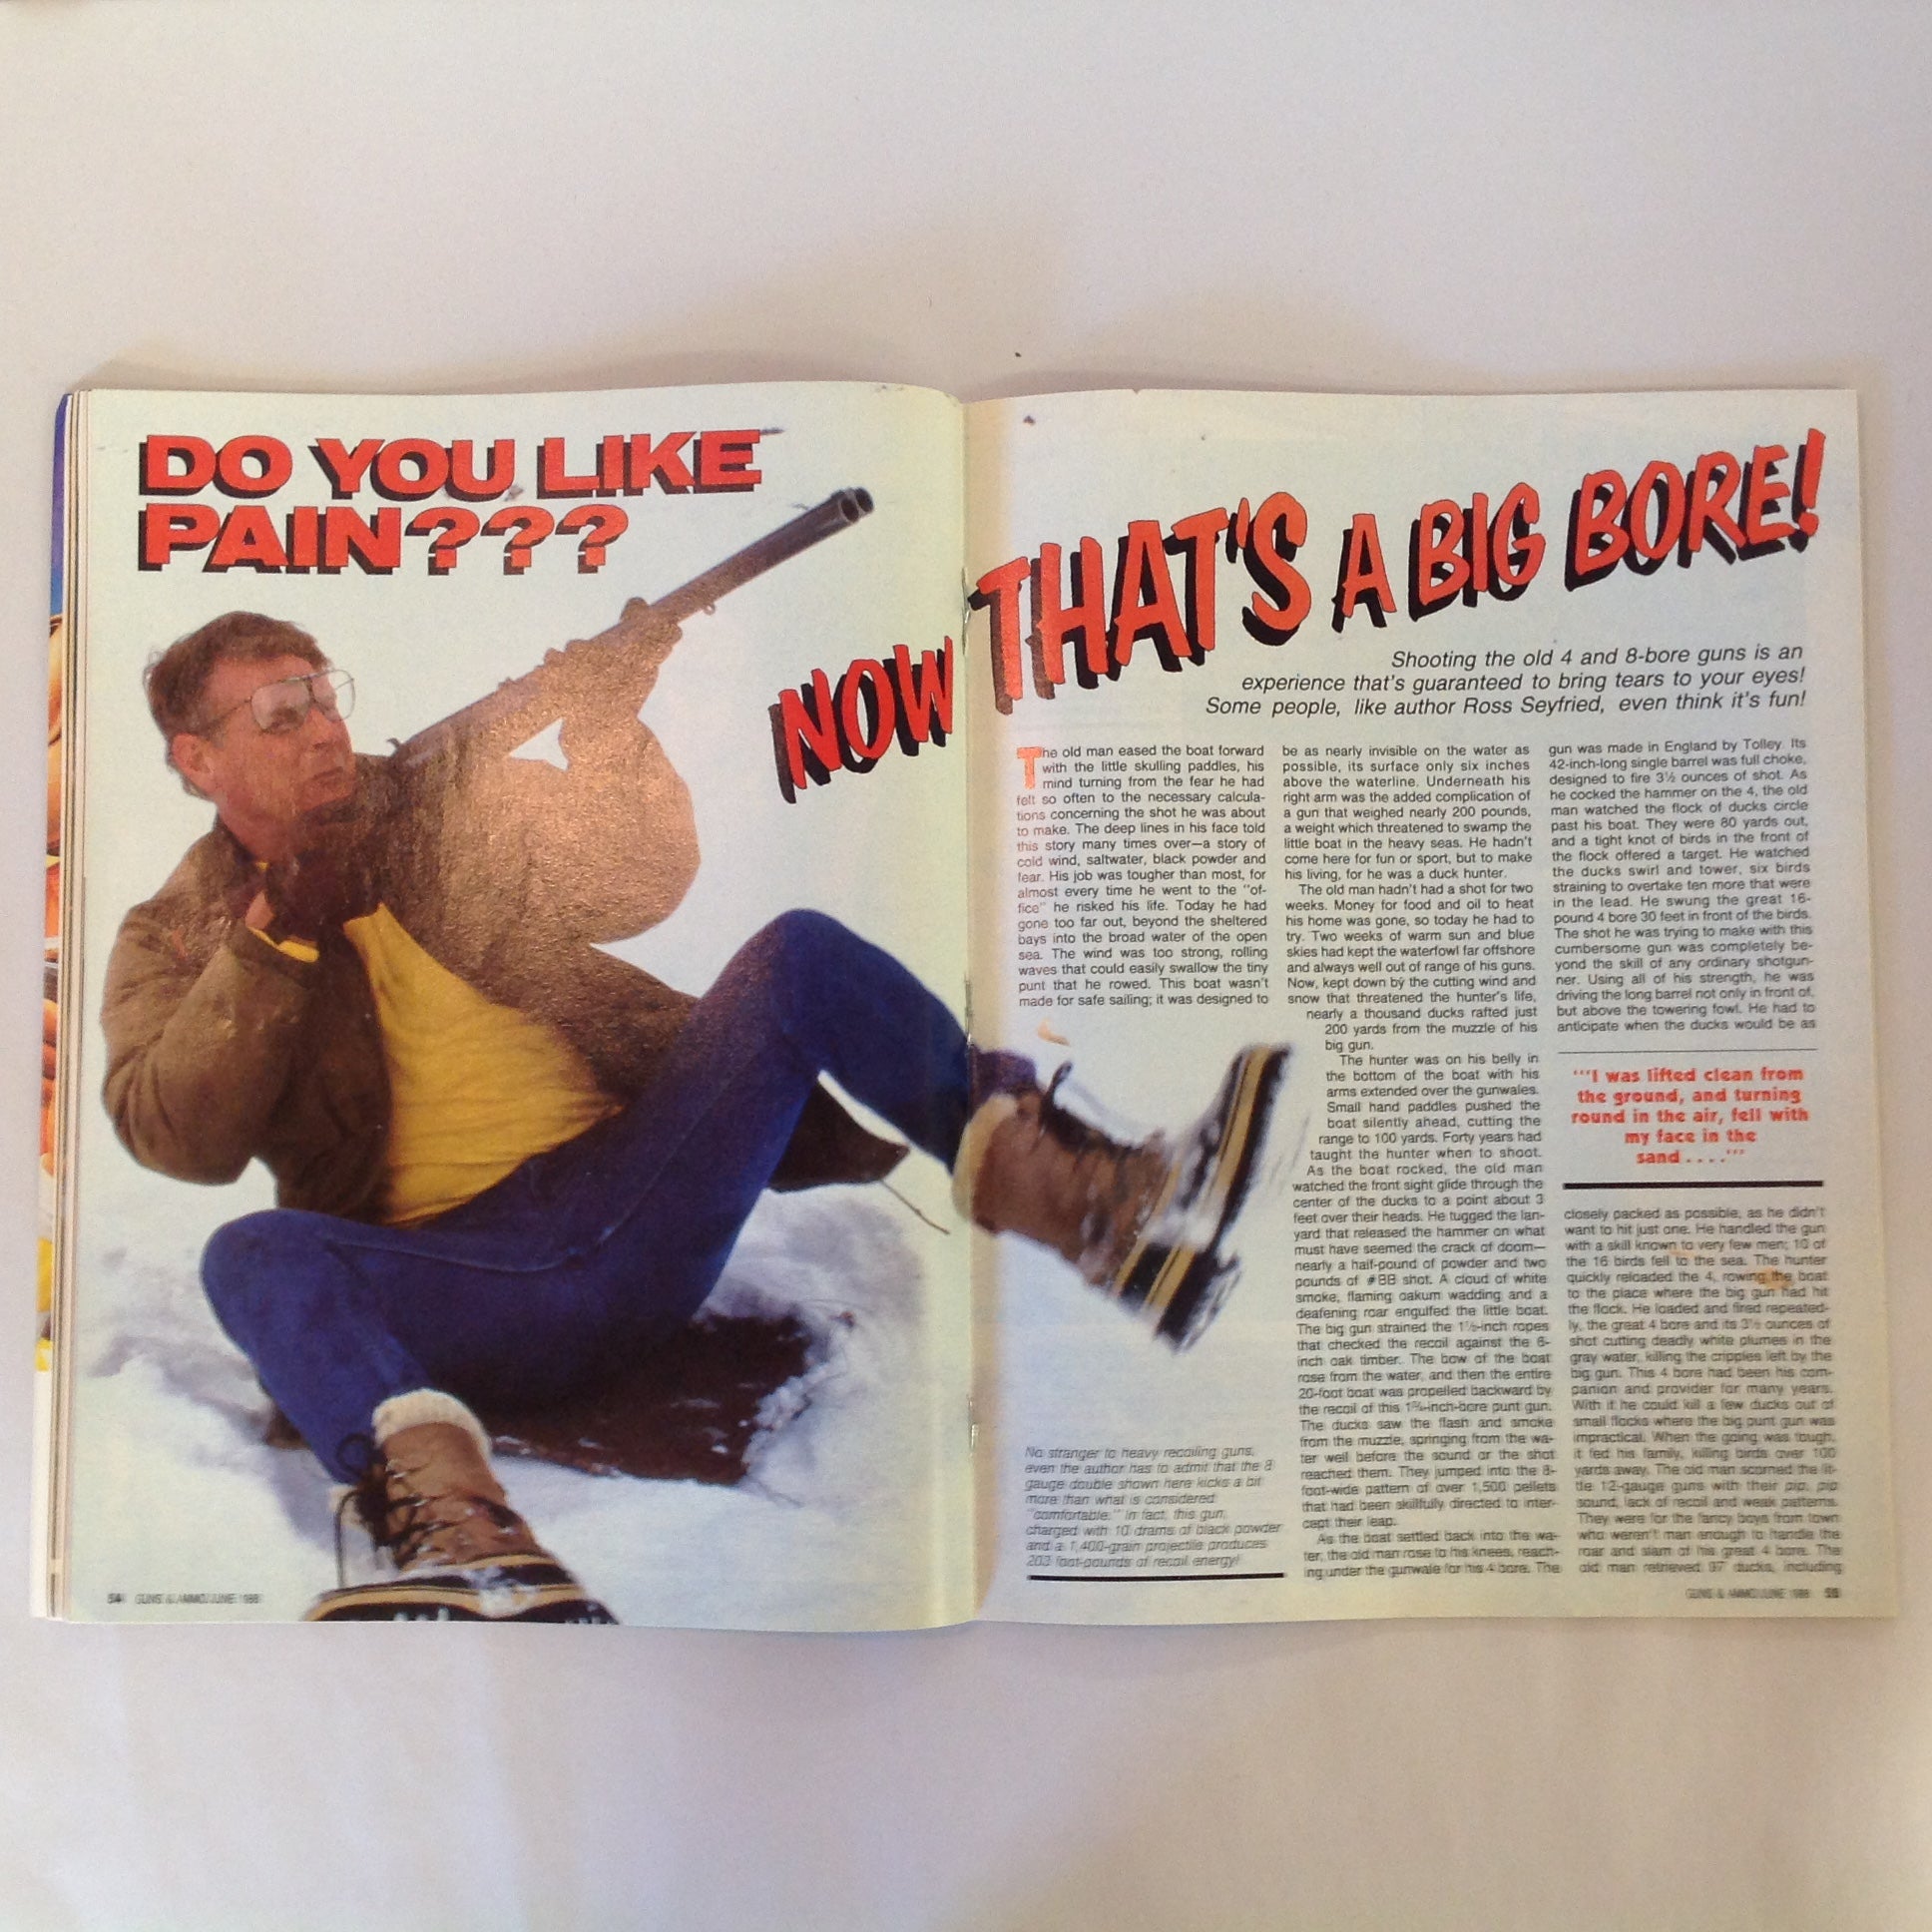 DO YOU LIKE
PAIN???
NOW THAT'S A BIG BORE!
Shooting the old 4 and 8-bore guns is an
experience that's guaranteed to bring tears to your eyes!
Some people, like author Ross Seyfried, even think it's fun!
The old man eased the boat forward
with the little skulling paddles, his
mind turning from the fear he had
felt so often to the necessary calcula-
tions concerning the shot he was about
to make. The deep lines in his face told
this story many times over—a story of
cold wind, saltwater, black powder and
fear. His job was tougher than most, for
almost every time he went to the "of-
fice" he risked his life. Today he had
gone too far out, beyond the sheltered
bays into the broad water of the open
sea. The wind was too strong, rolling
waves that could easily swallow the tiny
punt that he rowed. This boat wasn't
made for safe sailing; it was designed to
No stranger to heavy recoiling guns,
even the author has to admit that the 8
gauge double shown here kicks a bit
more than what is considered
"comfortable." In fact, this gun,
charged with 10 drams of black powder
and a 1,400-grain projectile produces
203 foot-pounds of recoil energy!
be as nearly invisible on the water as
possible, its surface only six inches
above the waterline. Underneath his
right arm was the added complication of
a gun that weighed nearly 200 pounds,
a weight which threatened to swamp the
little boat in the heavy seas. He hadn't
come here for fun or sport, but to make
his living, for he was a duck hunter.
The old man hadn't had a shot for two
weeks. Money for food and oil to heat
his home was gone, so today he had to
try. Two weeks of warm sun and blue
skies had kept the waterfowl far offshore
and always well out of range of his guns.
Now, kept down by the cutting wind and
snow that threatened the hunter's life,
nearly a thousand ducks rafted just
200 yards from the muzzle of his
big gun.
The hunter was on his belly in
the bottom of the boat with his
arms extended over the gunwales.
Small hand paddles pushed the
boat silently ahead, cutting the
range to 100 yards. Forty years had
taught the hunter when to shoot.
As the boat rocked, the old man
watched the front sight glide through the
center of the ducks to a point about 3
feet over their heads. He tugged the lan-
yard that released the hammer on what
must have seemed the crack of doom—
nearly a half-pound of powder and two
pounds of #BB shot. A cloud of white
smoke, flaming oakum wadding and a
deafening roar engulfed the little boat.
The big gun strained the 1½-inch ropes
that checked the recoil against the 6-
inch oak timber. The bow of the boat
rose from the water, and then the entire
20-foot boat was propelled backward by
the recoil of this -inch-bore punt gun.
The ducks saw the flash and smoke
from the muzzle, springing from the wa-
ter well before the sound or the shot
reached them. They jumped into the 8-
foot-wide pattern of over 1,500 pellets
that had been skillfully directed to inter-
cept their leap.
As the boat settled back into the wa-
ter, the old man rose to his knees, reach-
ing under the gunwale for his 4 bore. The
gun was made in England by Tolley. Its
42-inch-long single barrel was full choke,
designed to fire 3½ ounces of shot. As
he cocked the hammer on the 4, the old
man watched the flock of ducks circle
past his boat. They were 80 yards out,
and a tight knot of birds in the front of
the flock offered a target. He watched
the ducks swirl and tower, six birds
straining to overtake ten more that were
in the lead. He swung the great 16-
pound 4 bore 30 feet in front of the birds.
The shot he was trying to make with this
cumbersome gun was completely be-
yond the skill of any ordinary shotgun-
ner. Using all of his strength, he was
driving the long barrel not only in front of,
but above the towering fowl. He had to
anticipate when the ducks would be as
"'I was lifted clean from
the ground, and turning
round in the air, fell with
my face in the
sand . . . .'"
closely packed as possible, as he didn't
want to hit just one. He handled the gun
with a skill known to very few men; 10 of
the 16 birds fell to the sea. The hunter
quickly reloaded the 4, rowing the boat
to the place where the big gun had hit
the flock. He loaded and fired repeated-
ly, the great 4 bore and its 3½ ounces of
shot cutting deadly white plumes in the
gray water, killing the cripples left by the
big gun. This 4 bore had been his com-
panion and provider for many years.
With it he could kill a few ducks out of
small flocks where the big punt gun was
impractical. When the going was tough,
it fed his family, killing birds over 100
yards away. The old man scorned the lit-
tle 12-gauge guns with their pip, pip
sound, lack of recoil and weak patterns.
They were for the fancy boys from town
who weren't man enough to handle the
roar and slam of his great 4 bore. The
old man retrieved 97 ducks, including
54 GUNS & AMMO/JUNE 1988
GUNS & AMMO/JUNE 1988 55